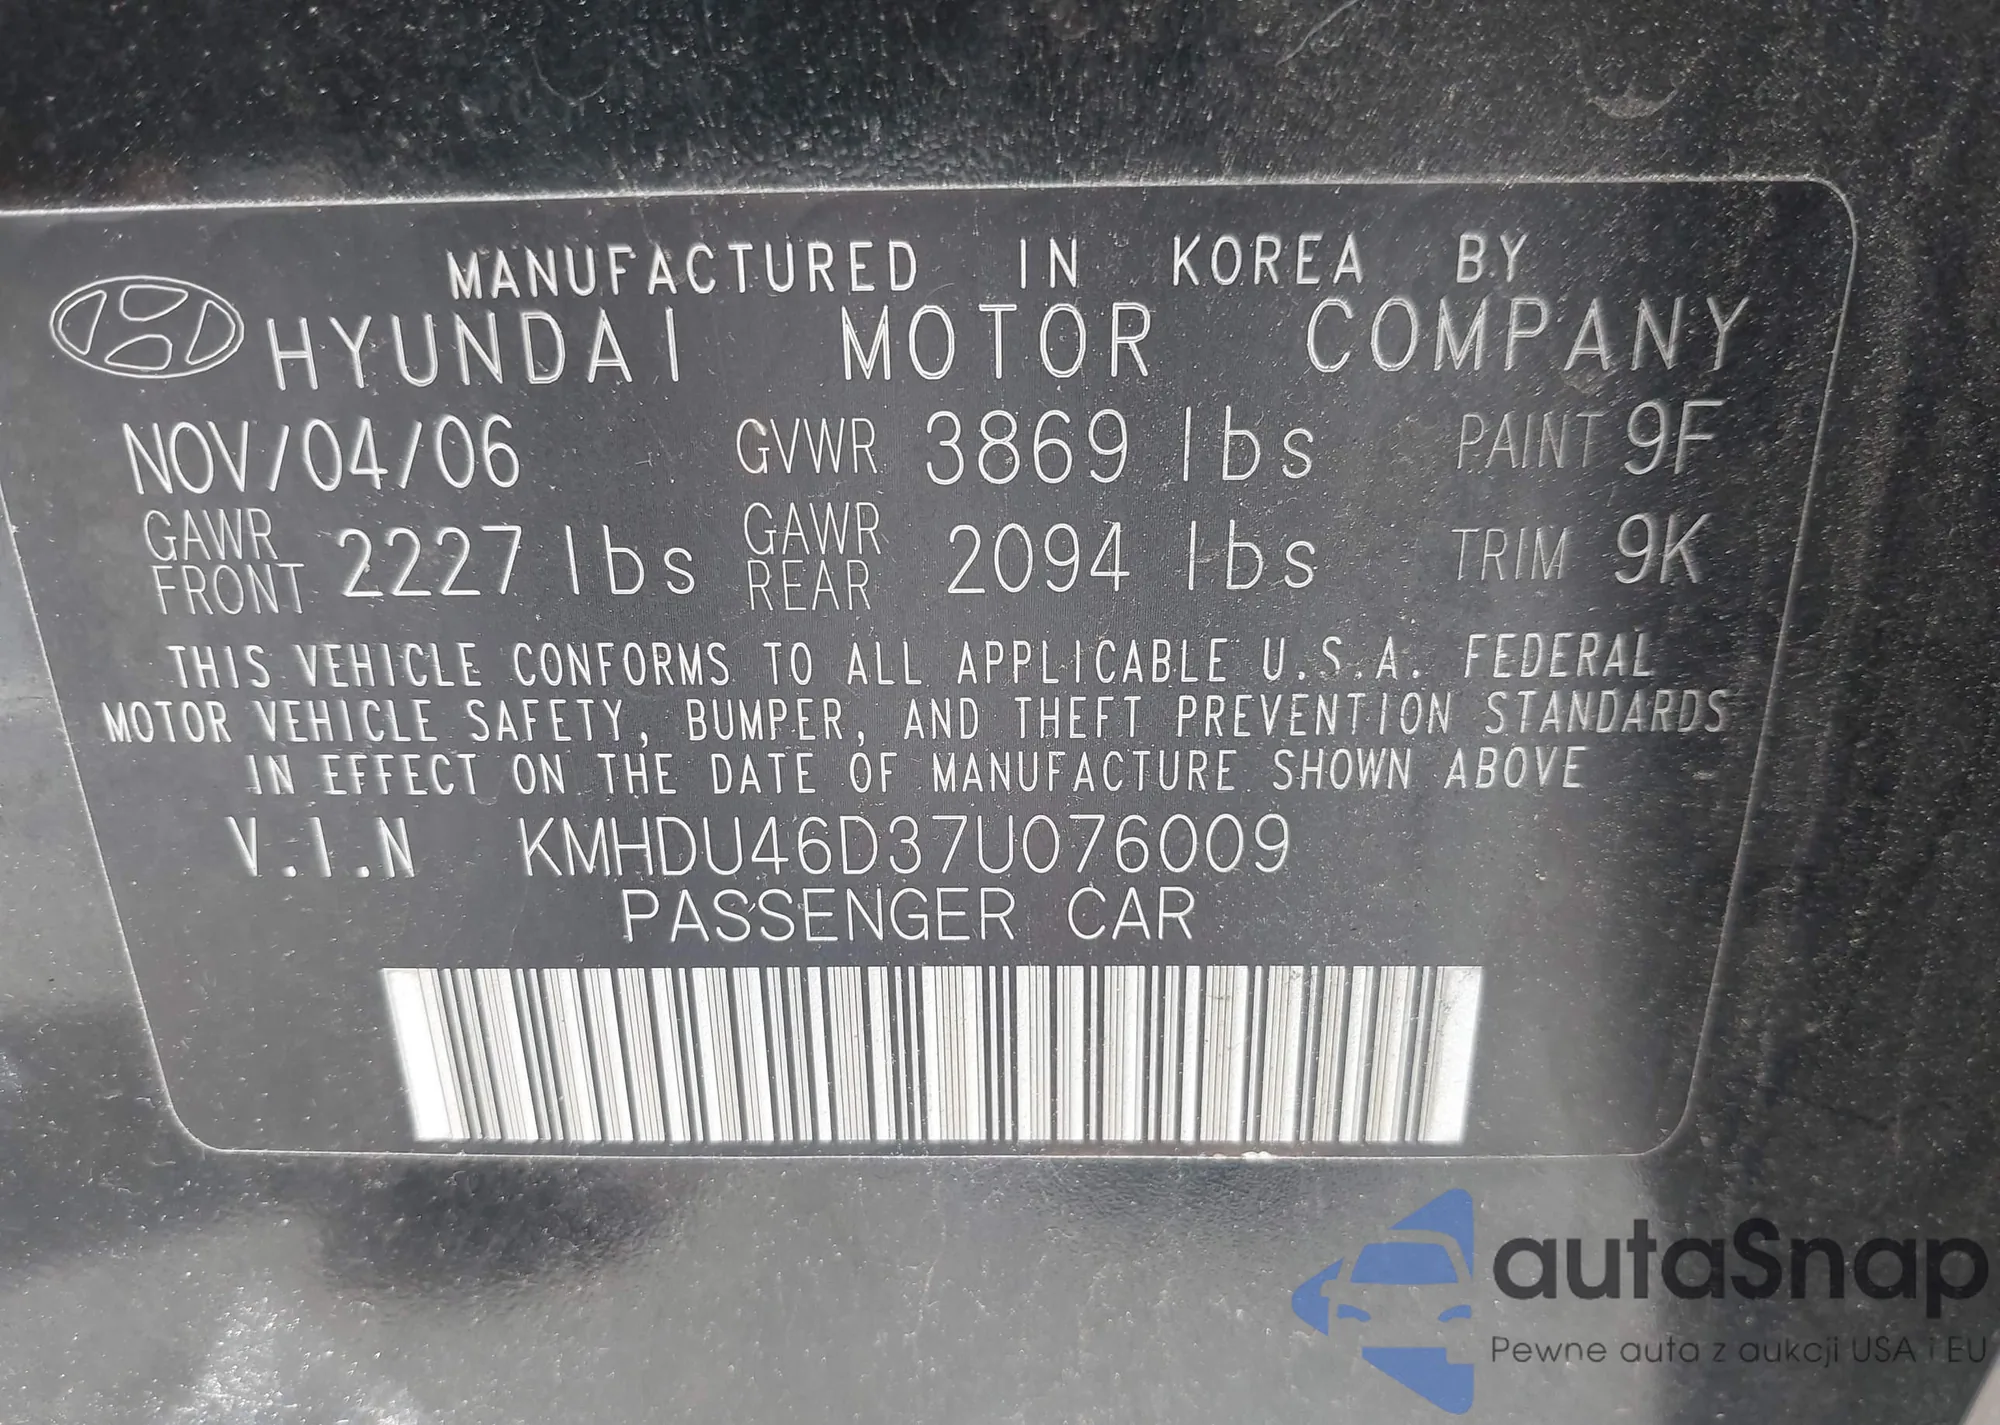 MANUFACTURED IN KOREA BY
HYUNDAI MOTOR COMPANY
NOV/04/06 GVWR 3869 lbs PAINT 9F
GAWR FRONT 2227 lbs GAWR REAR 2094 lbs TRIM 9K
THIS VEHICLE CONFORMS TO ALL APPLICABLE U.S.A. FEDERAL
MOTOR VEHICLE SAFETY, BUMPER, AND THEFT PREVENTION STANDARDS
IN EFFECT ON THE DATE OF MANUFACTURE SHOWN ABOVE
V.I.N KMHDU46D37U076009
PASSENGER CAR
autaSnap
Pewne auta z aukcji USA i EU